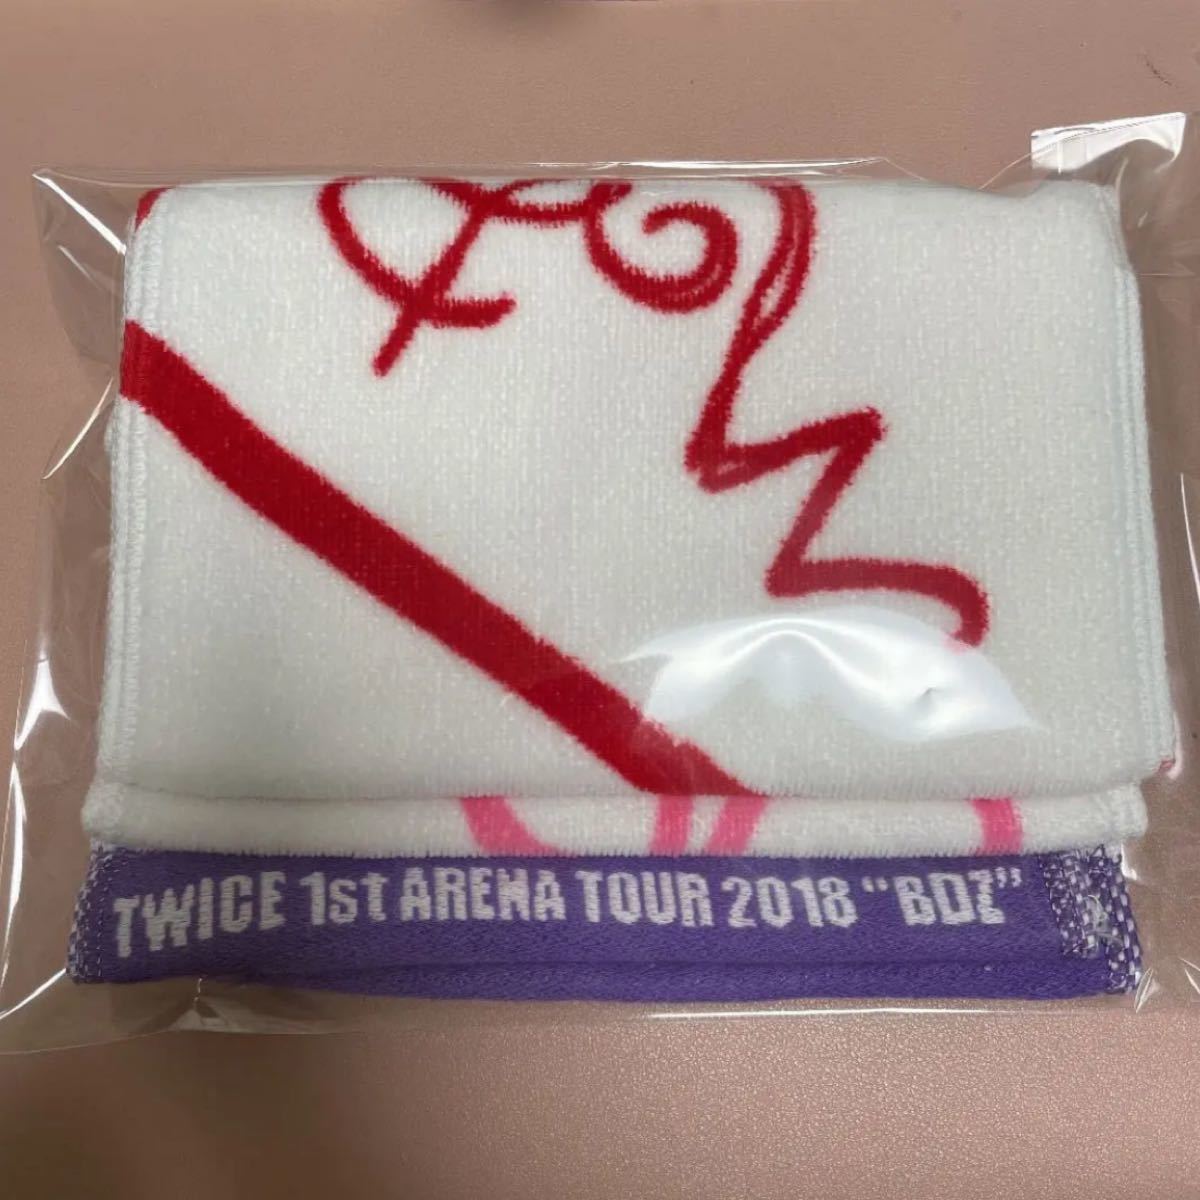 TWICE 1st ARENA TOUR 2018 “BDZ”